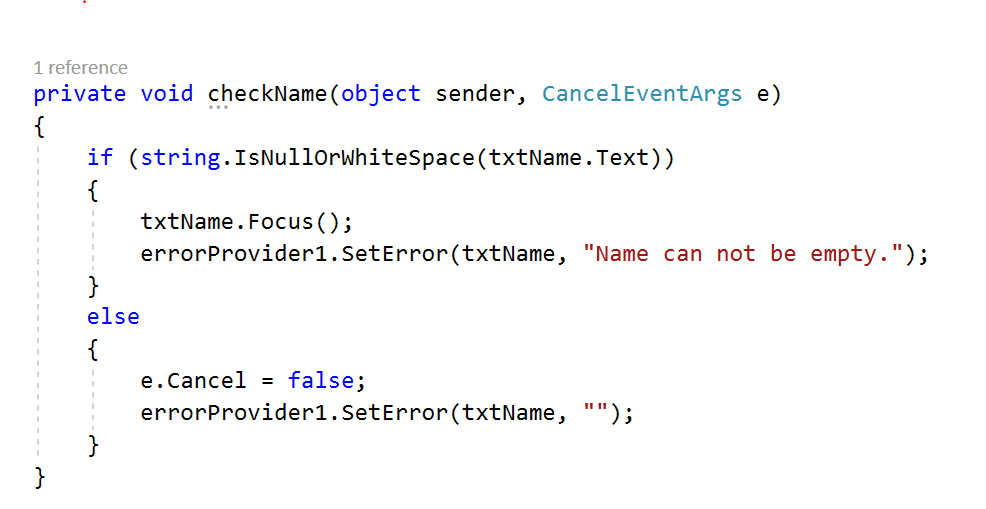 1 reference
private void checkName(object sender, CancelEventArgs e)
{
    if (string.IsNullOrWhiteSpace(txtName.Text))
    {
        txtName.Focus();
        errorProvider1.SetError(txtName, "Name can not be empty.");
    }
    else
    {
        e.Cancel = false;
        errorProvider1.SetError(txtName, "");
    }
}